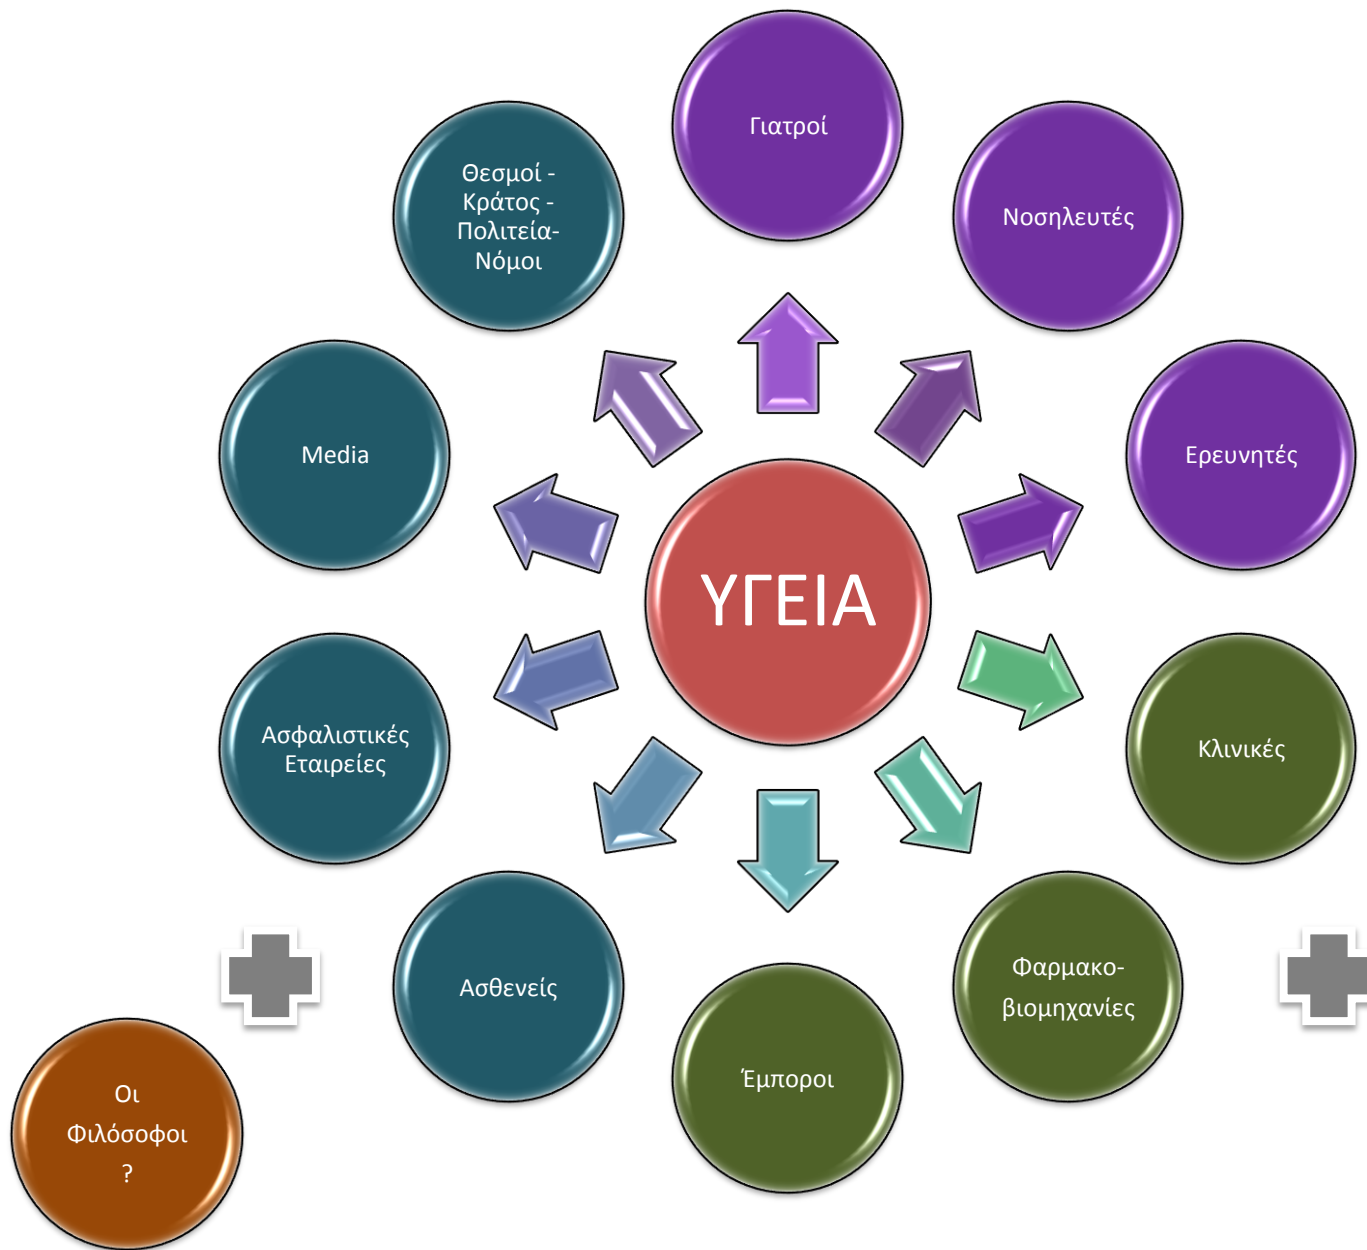 Γιατροί
Νοσηλευτές
Ερευνητές
Κλινικές
Φαρμακο-
βιομηχανίες
Έμποροι
Ασθενείς
Ασφαλιστικές
Εταιρείες
Media
Θεσμοί -
Κράτος -
Πολιτεία-
Νόμοι
ΥΓΕΙΑ
Οι
Φιλόσοφοι
?